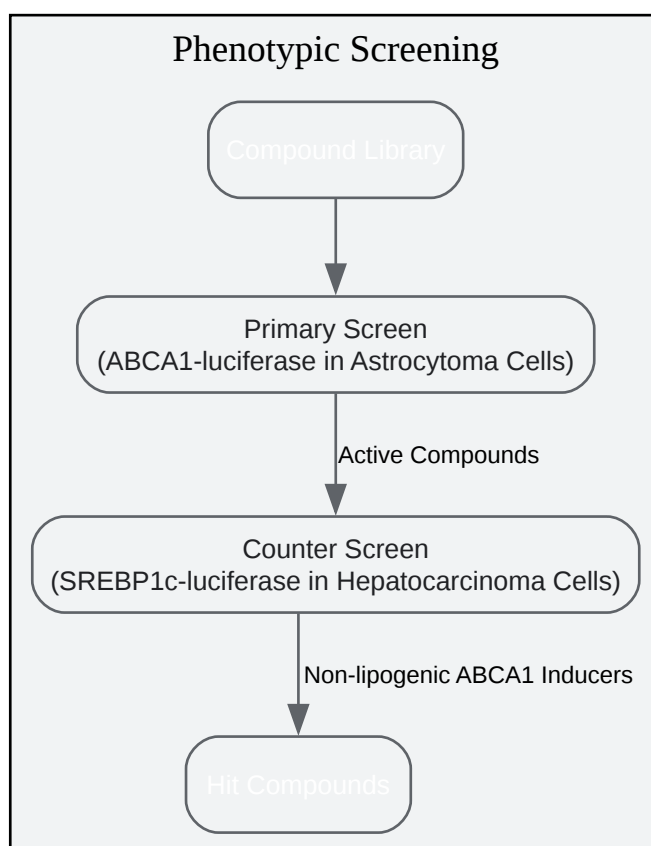 Phenotypic Screening
Compound Library
Primary Screen
(ABCA1-luciferase in Astrocytoma Cells)
Active Compounds
Counter Screen
(SREBP1c-luciferase in Hepatocarcinoma Cells)
Non-lipogenic ABCA1 Inducers
Hit Compounds